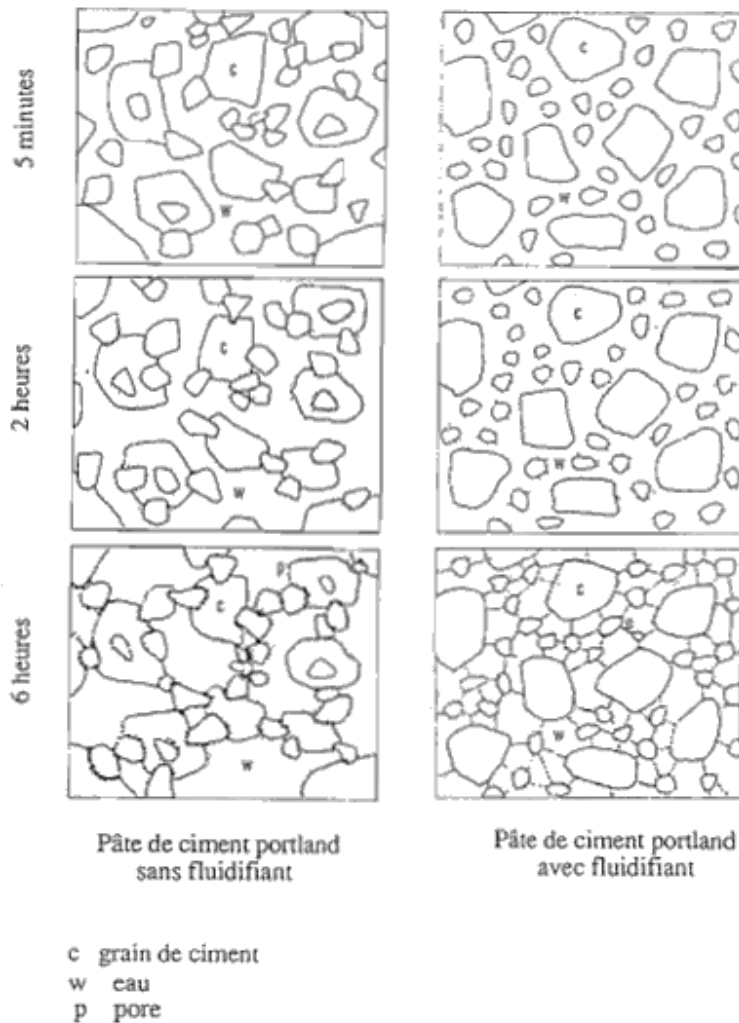 5 minutes
c
w
c
w
2 heures
c
w
c
w
6 heures
p
c
w
c
w
Pâte de ciment portland
sans fluidifiant
Pâte de ciment portland
avec fluidifiant
c grain de ciment
w eau
p pore